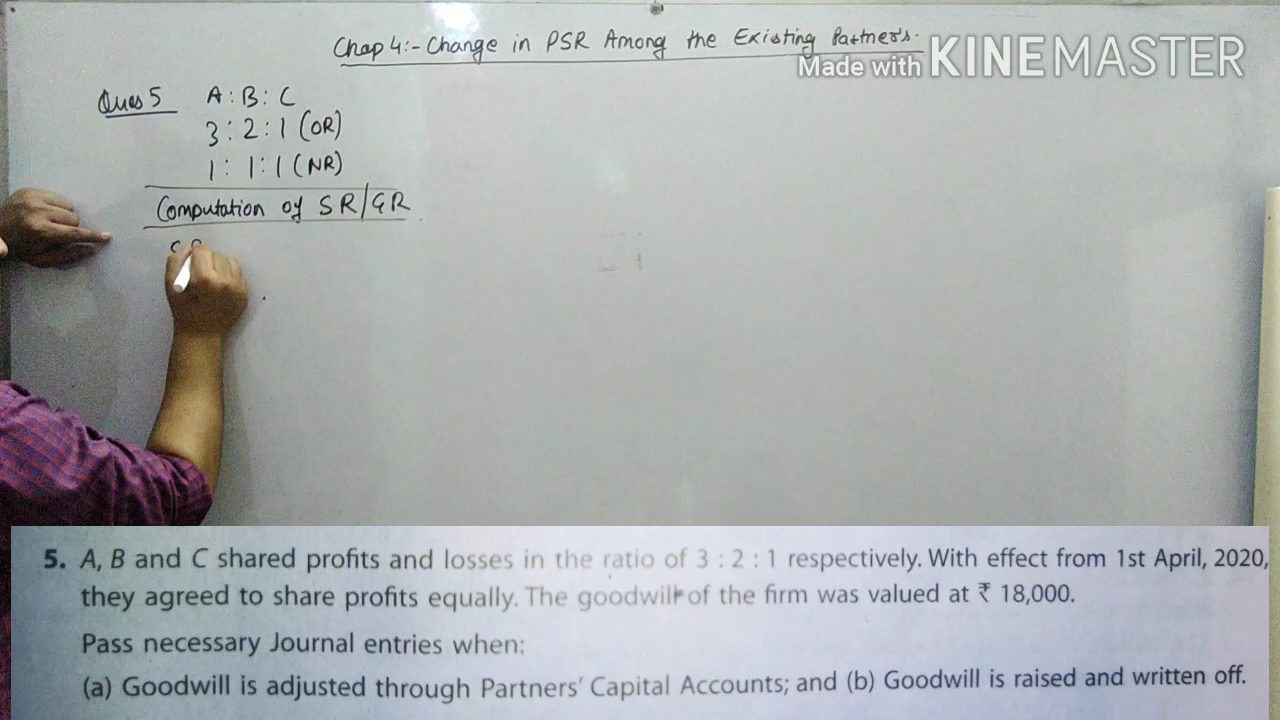 Chap 4:- Change in PSR Among the Existing Partner's.
Made with KINEMASTER
Ques 5 A : B : C
3 : 2 : 1 (OR)
1 : 1 : 1 (NR)
Computation of SR/GR
5. A, B and C shared profits and losses in the ratio of 3 : 2 : 1 respectively. With effect from 1st April, 2020,
they agreed to share profits equally. The goodwill of the firm was valued at ₹ 18,000.
Pass necessary Journal entries when:
(a) Goodwill is adjusted through Partners' Capital Accounts; and (b) Goodwill is raised and written off.